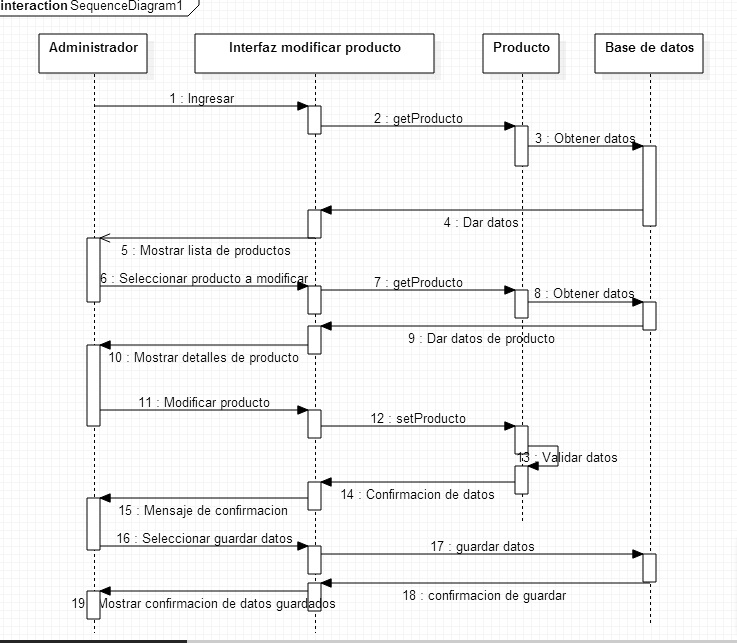 interaction SequenceDiagram1
Administrador
Interfaz modificar producto
Producto
Base de datos
1 : Ingresar
2 : getProducto
3 : Obtener datos
4 : Dar datos
5 : Mostrar lista de productos
6 : Seleccionar producto a modificar
7 : getProducto
8 : Obtener datos
9 : Dar datos de producto
10 : Mostrar detalles de producto
11 : Modificar producto
12 : setProducto
13 : Validar datos
14 : Confirmacion de datos
15 : Mensaje de confirmacion
16 : Seleccionar guardar datos
17 : guardar datos
18 : confirmacion de guardar
19 : Mostrar confirmacion de datos guardados